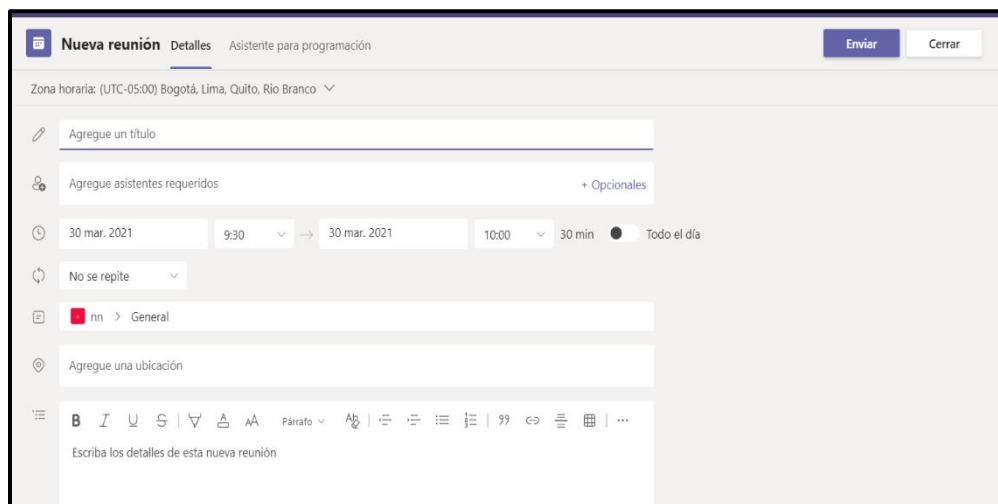 Nueva reunión Detalles Asistente para programación Enviar Cerrar
Zona horaria: (UTC-05:00) Bogotá, Lima, Quito, Rio Branco
Agregue un título
Agregue asistentes requeridos + Opcionales
30 mar. 2021 9:30 → 30 mar. 2021 10:00 30 min Todo el día
No se repite
nn > General
Agregue una ubicación
B I U S A AA Párrafo
Escriba los detalles de esta nueva reunión